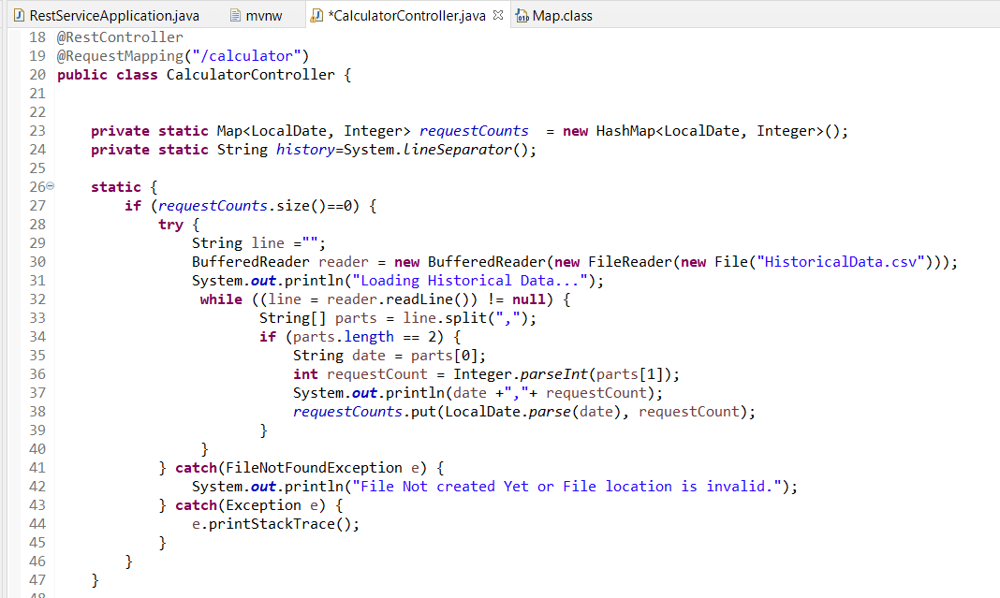 RestServiceApplication.java mvnw *CalculatorController.java Map.class
18 @RestController
19 @RequestMapping("/calculator")
20 public class CalculatorController {
21
22
23 private static Map<LocalDate, Integer> requestCounts = new HashMap<LocalDate, Integer>();
24 private static String history=System.lineSeparator();
25
26 static {
27 if (requestCounts.size()==0) {
28 try {
29 String line ="";
30 BufferedReader reader = new BufferedReader(new FileReader(new File("HistoricalData.csv")));
31 System.out.println("Loading Historical Data...");
32 while ((line = reader.readLine()) != null) {
33 String[] parts = line.split(",");
34 if (parts.length == 2) {
35 String date = parts[0];
36 int requestCount = Integer.parseInt(parts[1]);
37 System.out.println(date +","+ requestCount);
38 requestCounts.put(LocalDate.parse(date), requestCount);
39 }
40 }
41 } catch(FileNotFoundException e) {
42 System.out.println("File Not created Yet or File location is invalid.");
43 } catch(Exception e) {
44 e.printStackTrace();
45 }
46 }
47 }